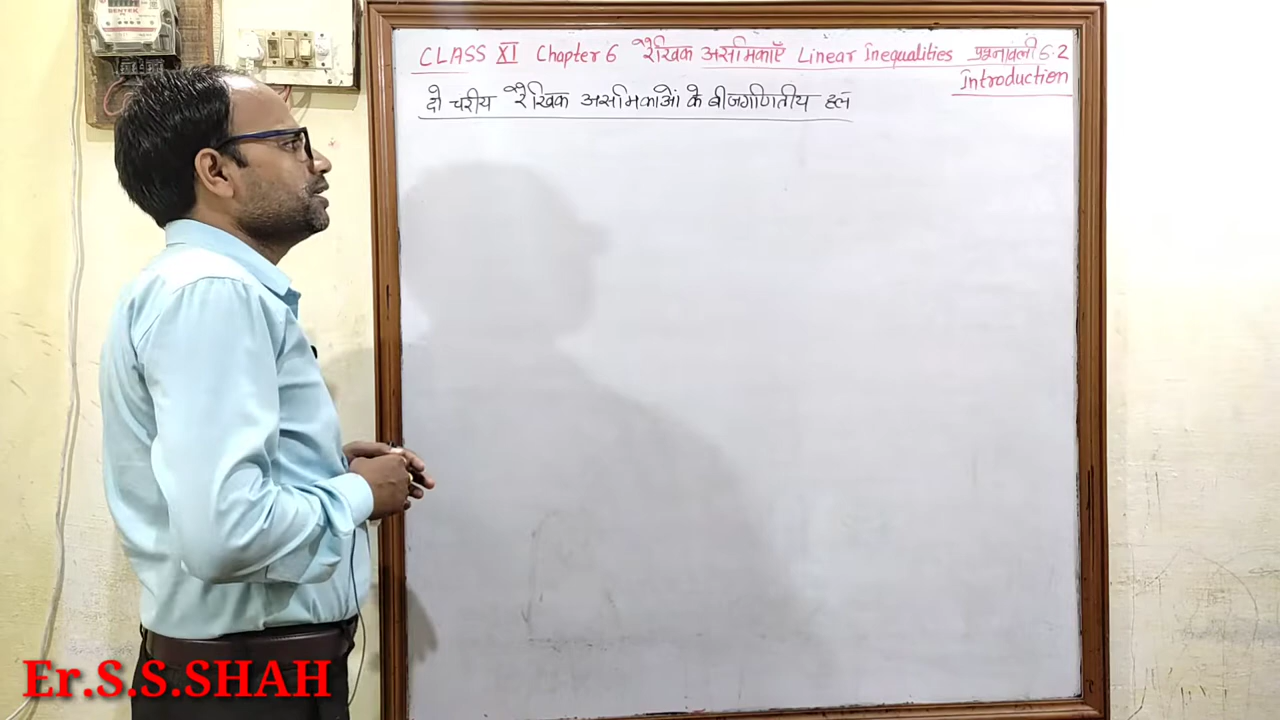 CLASS XI Chapter 6 रैखिक असमिकाएँ Linear Inequalities प्रश्नावली 6.2
Introduction
दो चरीय रैखिक असमिकाओं के बीजगणितीय हल
Er.S.S.SHAH